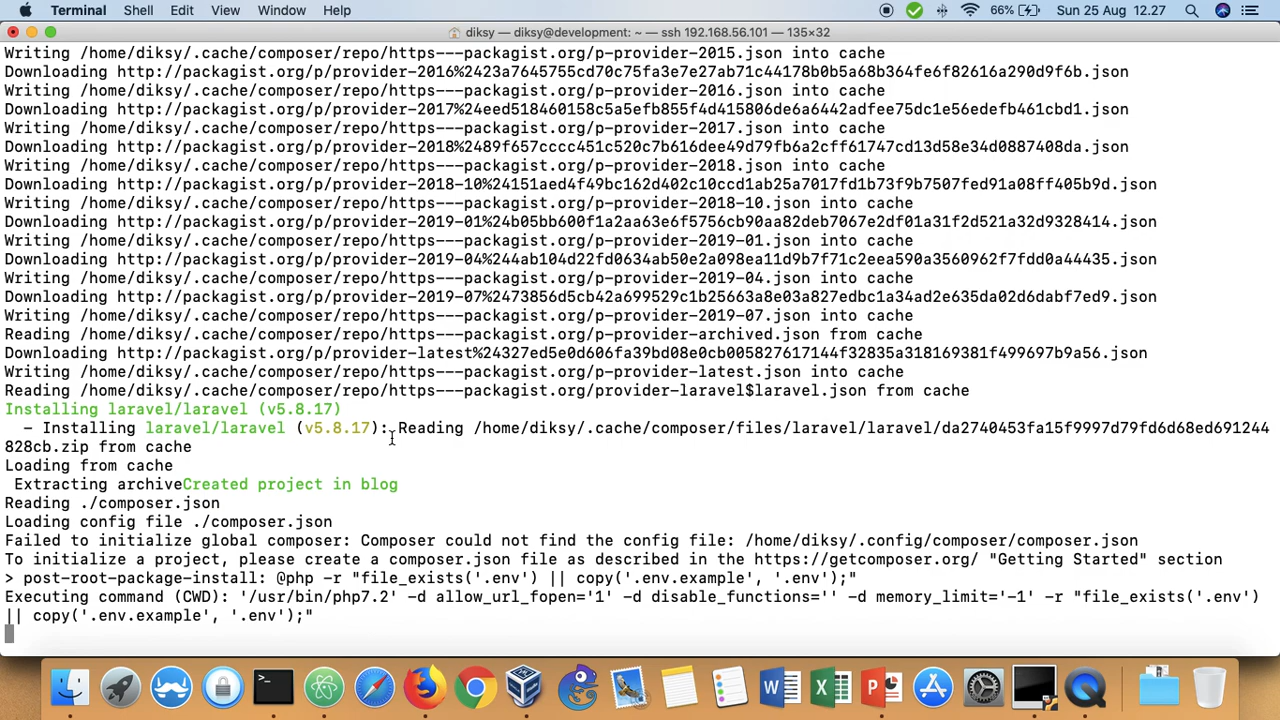 Terminal Shell Edit View Window Help 66% Sun 25 Aug 12.27
diksy — diksy@development: ~ — ssh 192.168.56.101 — 135×32
Writing /home/diksy/.cache/composer/repo/https---packagist.org/p-provider-2015.json into cache
Downloading http://packagist.org/p/provider-2016%2423a7645755cd70c75fa3e7e27ab71c44178b0b5a68b364fe6f82616a290d9f6b.json
Writing /home/diksy/.cache/composer/repo/https---packagist.org/p-provider-2016.json into cache
Downloading http://packagist.org/p/provider-2017%24eed518460158c5a5efb855f4d415806de6a6442adfee75dc1e56edefb461cbd1.json
Writing /home/diksy/.cache/composer/repo/https---packagist.org/p-provider-2017.json into cache
Downloading http://packagist.org/p/provider-2018%2489f657cccc451c520c7b616dee49d79fb6a2cff61747cd13d58e34d0887408da.json
Writing /home/diksy/.cache/composer/repo/https---packagist.org/p-provider-2018.json into cache
Downloading http://packagist.org/p/provider-2018-10%24151aed4f49bc162d402c10ccd1ab25a7017fd1b73f9b7507fed91a08ff405b9d.json
Writing /home/diksy/.cache/composer/repo/https---packagist.org/p-provider-2018-10.json into cache
Downloading http://packagist.org/p/provider-2019-01%24b05bb600f1a2aa63e6f5756cb90aa82deb7067e2df01a31f2d521a32d9328414.json
Writing /home/diksy/.cache/composer/repo/https---packagist.org/p-provider-2019-01.json into cache
Downloading http://packagist.org/p/provider-2019-04%244ab104d22fd0634ab50e2a098ea11d9b7f71c2eea590a3560962f7fdd0a44435.json
Writing /home/diksy/.cache/composer/repo/https---packagist.org/p-provider-2019-04.json into cache
Downloading http://packagist.org/p/provider-2019-07%2473856d5cb42a699529c1b25663a8e03a827edbc1a34ad2e635da02d6dabf7ed9.json
Writing /home/diksy/.cache/composer/repo/https---packagist.org/p-provider-2019-07.json into cache
Reading /home/diksy/.cache/composer/repo/https---packagist.org/p-provider-archived.json from cache
Downloading http://packagist.org/p/provider-latest%24327ed5e0d606fa39bd08e0cb005827617144f32835a318169381f499697b9a56.json
Writing /home/diksy/.cache/composer/repo/https---packagist.org/p-provider-latest.json into cache
Reading /home/diksy/.cache/composer/repo/https---packagist.org/provider-laravel$laravel.json from cache
Installing laravel/laravel (v5.8.17)
- Installing laravel/laravel (v5.8.17): Reading /home/diksy/.cache/composer/files/laravel/laravel/da2740453fa15f9997d79fd6d68ed691244
828cb.zip from cache
Loading from cache
Extracting archiveCreated project in blog
Reading ./composer.json
Loading config file ./composer.json
Failed to initialize global composer: Composer could not find the config file: /home/diksy/.config/composer/composer.json
To initialize a project, please create a composer.json file as described in the https://getcomposer.org/ "Getting Started" section
> post-root-package-install: @php -r "file_exists('.env') || copy('.env.example', '.env');"
Executing command (CWD): '/usr/bin/php7.2' -d allow_url_fopen='1' -d disable_functions='' -d memory_limit='-1' -r "file_exists('.env')
|| copy('.env.example', '.env');"